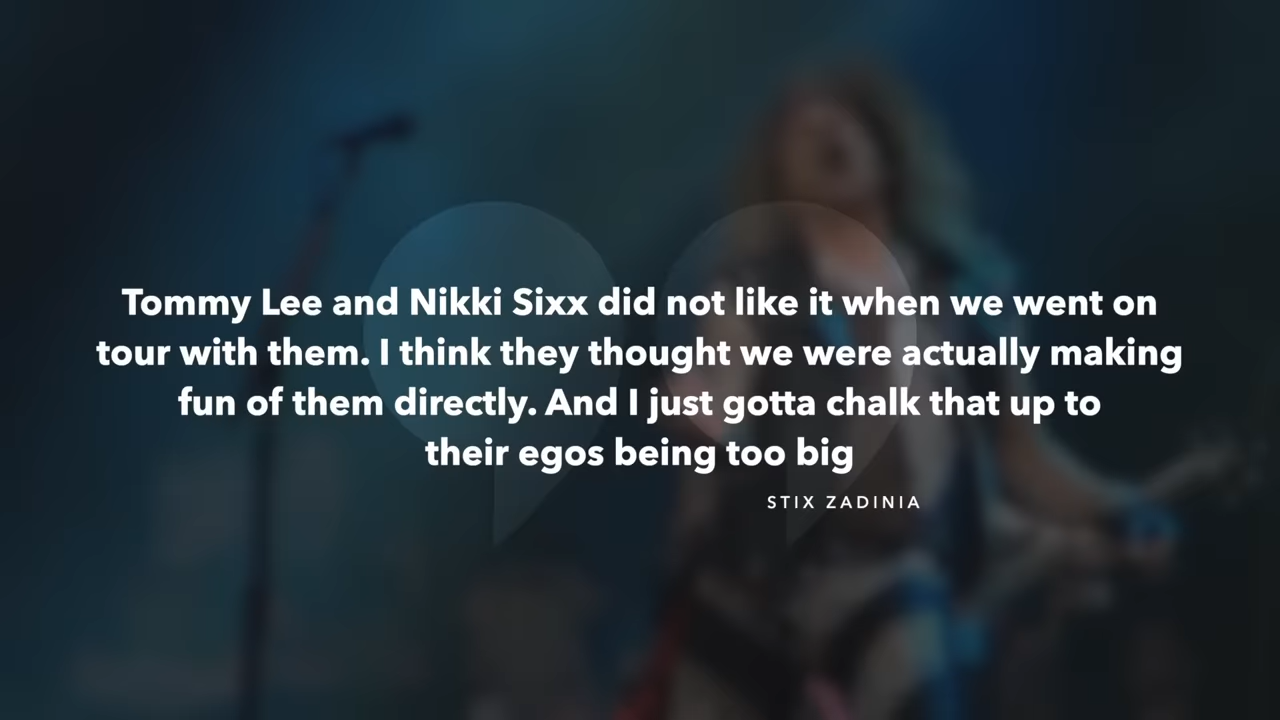 Tommy Lee and Nikki Sixx did not like it when we went on
tour with them. I think they thought we were actually making
fun of them directly. And I just gotta chalk that up to
their egos being too big
STIX ZADINIA